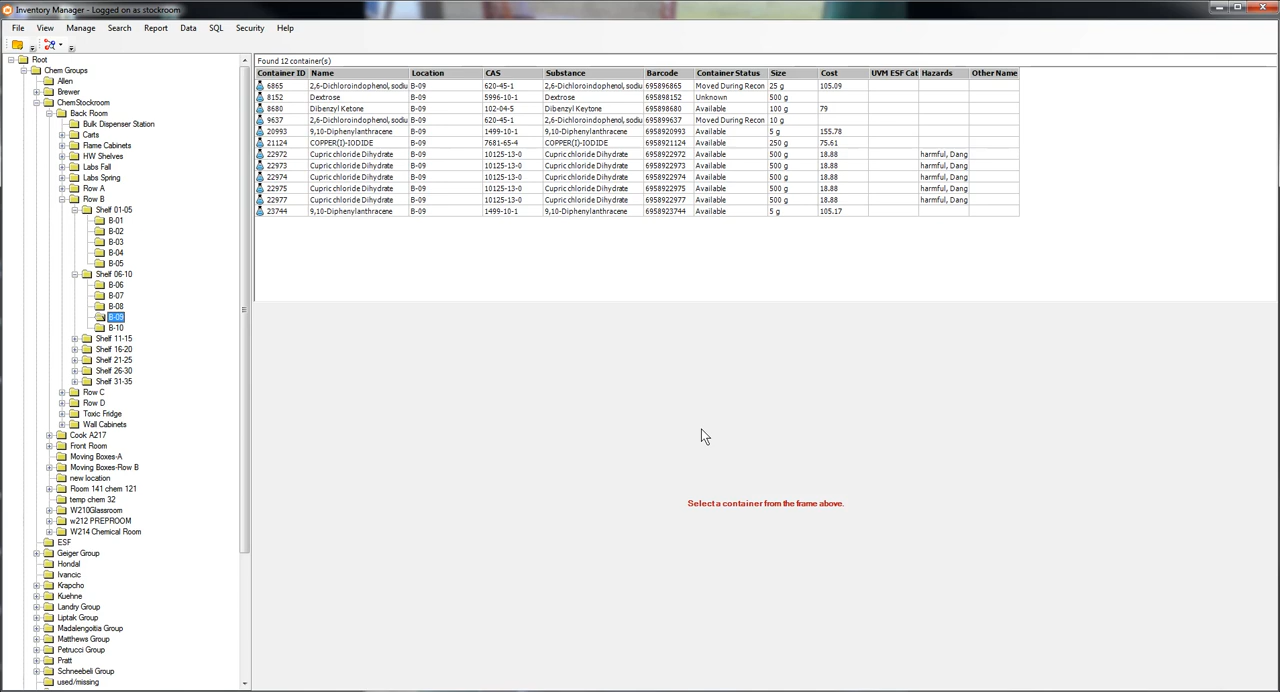 Inventory Manager - Logged on as stockroom
File View Manage Search Report Data SQL Security Help
Root
Chem Groups
Allen
Brewer
ChemStockroom
Back Room
Bulk Dispenser Station
Carts
Flame Cabinets
HW Shelves
Labs Fall
Labs Spring
Row A
Row B
Shelf 01-05
B-01
B-02
B-03
B-04
B-05
Shelf 06-10
B-06
B-07
B-08
B-09
B-10
Shelf 11-15
Shelf 16-20
Shelf 21-25
Shelf 26-30
Shelf 31-35
Row C
Row D
Toxic Fridge
Wall Cabinets
Cook A217
Front Room
Moving Boxes-A
Moving Boxes-Row B
new location
Room 141 chem 121
temp chem 32
W210Glassroom
w212 PREPROOM
W214 Chemical Room
ESF
Geiger Group
Hondal
Ivancic
Krapcho
Kuehne
Landry Group
Liptak Group
Madalengoitia Group
Matthews Group
Petrucci Group
Pratt
Schneebeli Group
used/missing
Found 12 container(s)
Container ID Name Location CAS Substance Barcode Container Status Size Cost UVM ESF Cat Hazards Other Name
6865 2,6-Dichloroindophenol, sodiu B-09 620-45-1 2,6-Dichloroindophenol, sodiu 695896865 Moved During Recon 25 g 105.09
8152 Dextrose B-09 5996-10-1 Dextrose 695898152 Unknown 500 g
8680 Dibenzyl Ketone B-09 102-04-5 Dibenzyl Keytone 695898680 Available 100 g 79
9637 2,6-Dichloroindophenol, sodiu B-09 620-45-1 2,6-Dichloroindophenol, sodiu 695899637 Moved During Recon 10 g
20993 9,10-Diphenylanthracene B-09 1499-10-1 9,10-Diphenylanthracene 6958920993 Available 5 g 155.78
21124 COPPER(I)-IODIDE B-09 7681-65-4 COPPER(I)-IODIDE 6958921124 Available 250 g 75.61
22972 Cupric chloride Dihydrate B-09 10125-13-0 Cupric chloride Dihydrate 6958922972 Available 500 g 18.88 harmful, Dang
22973 Cupric chloride Dihydrate B-09 10125-13-0 Cupric chloride Dihydrate 6958922973 Available 500 g 18.88 harmful, Dang
22974 Cupric chloride Dihydrate B-09 10125-13-0 Cupric chloride Dihydrate 6958922974 Available 500 g 18.88 harmful, Dang
22975 Cupric chloride Dihydrate B-09 10125-13-0 Cupric chloride Dihydrate 6958922975 Available 500 g 18.88 harmful, Dang
22977 Cupric chloride Dihydrate B-09 10125-13-0 Cupric chloride Dihydrate 6958922977 Available 500 g 18.88 harmful, Dang
23744 9,10-Diphenylanthracene B-09 1499-10-1 9,10-Diphenylanthracene 6958923744 Available 5 g 105.17
Select a container from the frame above.